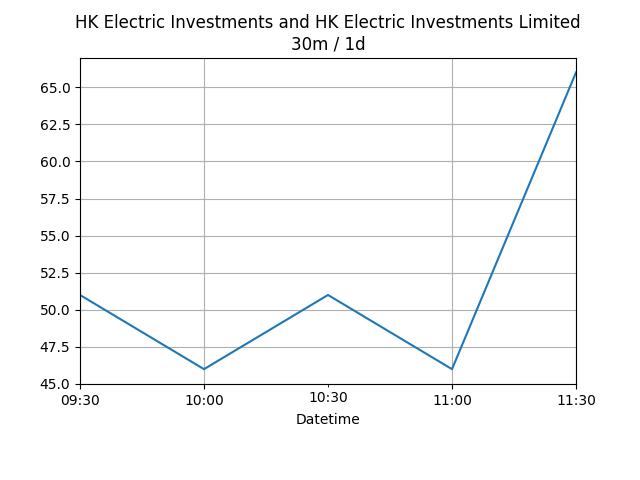 HK Electric Investments and HK Electric Investments Limited
30m / 1d
65.0
62.5
60.0
57.5
55.0
52.5
50.0
47.5
45.0
09:30 10:00 10:30 11:00 11:30
Datetime